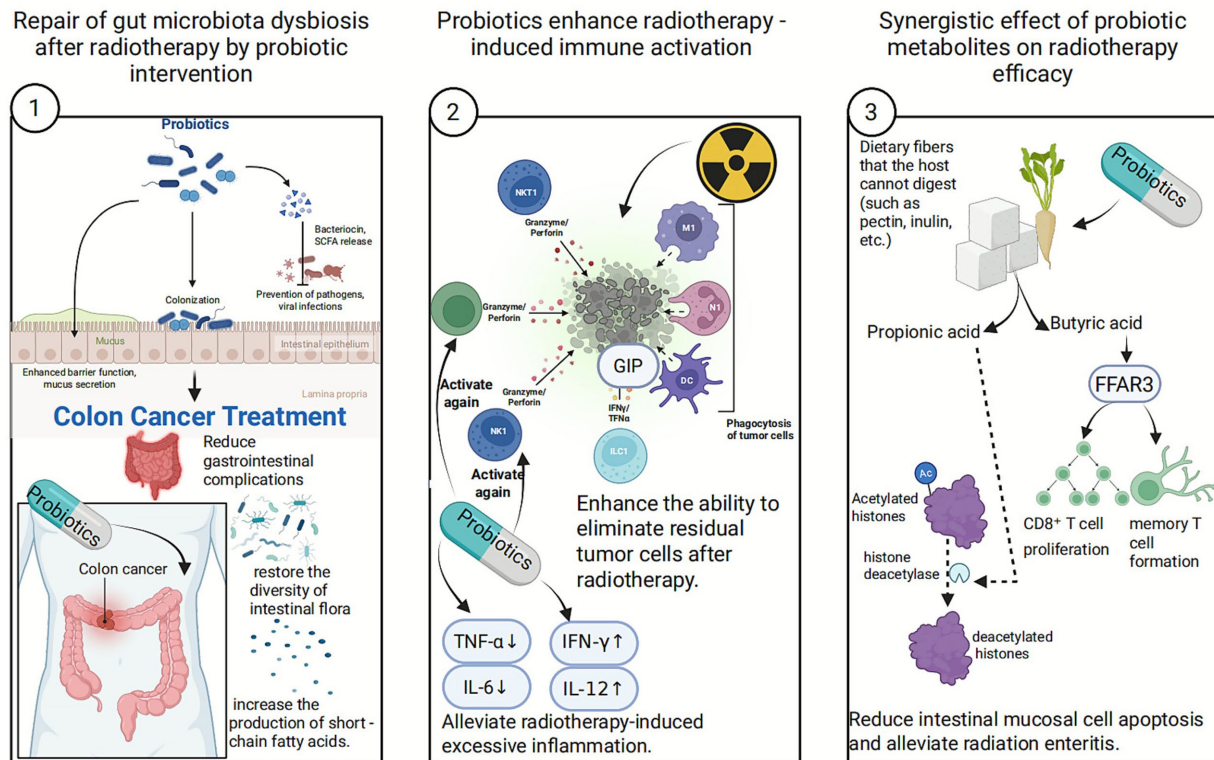 Repair of gut microbiota dysbiosis
after radiotherapy by probiotic
intervention
1
Probiotics
Bacteriocin,
SCFA release
Prevention of pathogens,
viral infections
Colonization
Mucus
Intestinal epithelium
Enhanced barrier function,
mucus secretion
Lamina propria
Colon Cancer Treatment
Reduce
gastrointestinal
complications
Probiotics
Colon cancer
restore the
diversity of
intestinal flora
increase the
production of short -
chain fatty acids.
Probiotics enhance radiotherapy -
induced immune activation
2
NKT1
Granzyme/
Perforin
M1
Granzyme/
Perforin
N1
GIP
DC
Activate
again
Granzyme/
Perforin
IFNγ/
TFNα
Phagocytosis
of tumor cells
NK1
ILC1
Activate
again
Probiotics
Enhance the ability to
eliminate residual
tumor cells after
radiotherapy.
TNF-α↓
IFN-γ↑
IL-6↓
IL-12↑
Alleviate radiotherapy-induced
excessive inflammation.
Synergistic effect of probiotic
metabolites on radiotherapy
efficacy
3
Dietary fibers
that the host
cannot digest
(such as
pectin, inulin,
etc.)
Probiotics
Propionic acid
Butyric acid
FFAR3
Ac
Acetylated
histones
CD8⁺ T cell
proliferation
memory T
cell
formation
histone
deacetylase
deacetylated
histones
Reduce intestinal mucosal cell apoptosis
and alleviate radiation enteritis.